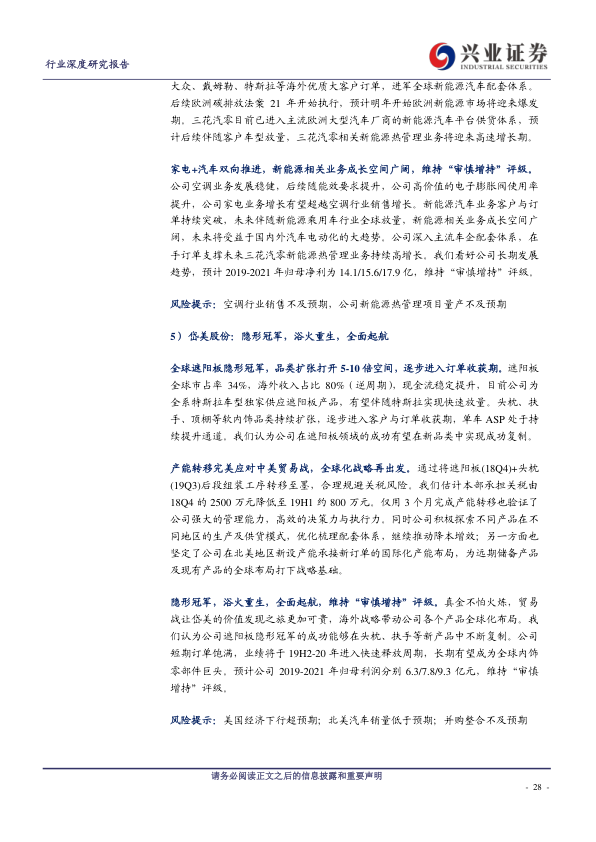 行业深度研究报告
兴业证券
INDUSTRIAL SECURITIES
大众、戴姆勒、特斯拉等海外优质大客户订单，进军全球新能源汽车配套体系。
后续欧洲碳排放法案 21 年开始执行，预计明年开始欧洲新能源市场将迎来爆发
期。三花汽零目前已进入主流欧洲大型汽车厂商的新能源汽车平台供货体系，预
计后续伴随客户车型放量，三花汽零相关新能源热管理业务将迎来高速增长期。
家电+汽车双向推进，新能源相关业务成长空间广阔，维持“审慎增持”评级。
公司空调业务发展稳健，后续随能效要求提升，公司高价值的电子膨胀阀使用率
提升，公司家电业务增长有望超越空调行业销售增长。新能源汽车业务客户与订
单持续突破，未来伴随新能源乘用车行业全球放量，新能源相关业务成长空间广
阔，未来将受益于国内外汽车电动化的大趋势。公司深入主流车企配套体系，在
手订单支撑未来三花汽零新能源热管理业务持续高增长。我们看好公司长期发展
趋势，预计 2019-2021 年归母净利为 14.1/15.6/17.9 亿，维持“审慎增持”评级。
风险提示：空调行业销售不及预期，公司新能源热管理项目量产不及预期
5）岱美股份：隐形冠军，浴火重生，全面起航
全球遮阳板隐形冠军，品类扩张打开 5-10 倍空间，逐步进入订单收获期。遮阳板
全球市占率 34%，海外收入占比 80%（逆周期），现金流稳定提升，目前公司为
全系特斯拉车型独家供应遮阳板产品，有望伴随特斯拉实现快速放量。头枕、扶
手、顶棚等软内饰品类持续扩张，逐步进入客户与订单收获期，单车 ASP 处于持
续提升通道。我们认为公司在遮阳板领域的成功有望在新品类中实现成功复制。
产能转移完美应对中美贸易战，全球化战略再出发。通过将遮阳板(18Q4)+头枕
(19Q3)后段组装工序转移至墨，合理规避关税风险。我们估计本部承担关税由
18Q4 的 2500 万元降低至 19H1 约 800 万元。仅用 3 个月完成产能转移也验证了
公司强大的管理能力，高效的决策力与执行力。同时公司积极探索不同产品在不
同地区的生产及供货模式，优化梳理配套体系，继续推动降本增效；另一方面也
坚定了公司在北美地区新设产能承接新订单的国际化产能布局，为近期储备产品
及现有产品的全球布局打下战略基础。
隐形冠军，浴火重生，全面起航，维持“审慎增持”评级。真金不怕火炼，贸易
战让岱美的价值发现之旅更加可贵，海外战略带动公司各个产品全球化布局。我
们认为公司遮阳板隐形冠军的成功能够在头枕、扶手等新产品中不断复制。公司
短期订单饱满，业绩将于 19H2-20 年进入快速释放周期，长期有望成为全球内饰
零部件巨头。预计公司 2019-2021 年归母利润分别 6.3/7.8/9.3 亿元，维持“审慎
增持”评级。
风险提示：美国经济下行超预期；北美汽车销量低于预期；并购整合不及预期
请务必阅读正文之后的信息披露和重要声明
- 28 -